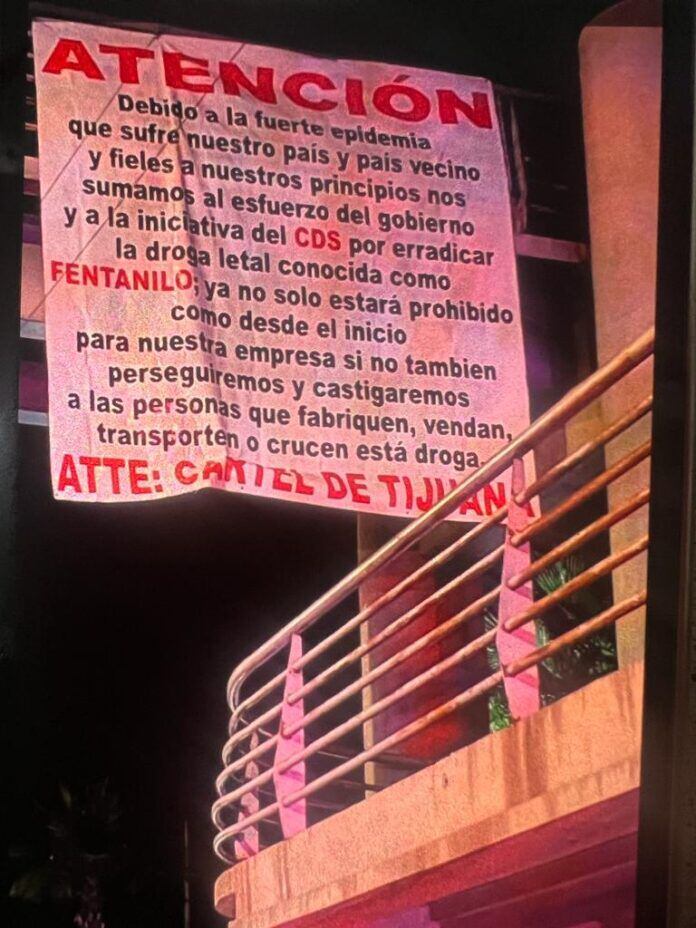 ATENCIÓN
Debido a la fuerte epidemia
que sufre nuestro país y país vecino
y fieles a nuestros principios nos
sumamos al esfuerzo del gobierno
y a la iniciativa del CDS por erradicar
la droga letal conocida como
FENTANILO; ya no solo estará prohibido
como desde el inicio
para nuestra empresa si no tambien
perseguiremos y castigaremos
a las personas que fabriquen, vendan,
transporten o crucen está droga.
ATTE: CARTEL DE TIJUANA